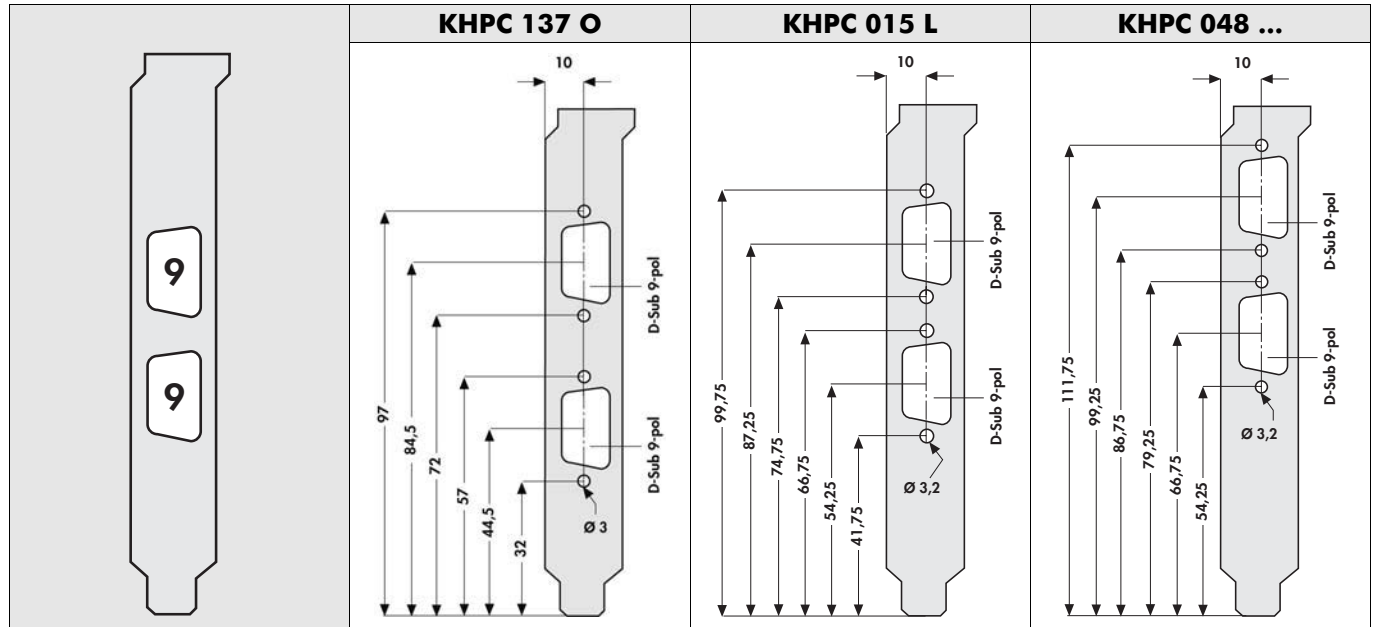 KHPC 137 O
KHPC 015 L
KHPC 048 ...
9
9
10
97
84,5
72
57
44,5
32
D-Sub 9-pol
D-Sub 9-pol
Ø 3
10
99,75
87,25
74,75
66,75
54,25
41,75
D-Sub 9-pol
D-Sub 9-pol
Ø 3,2
10
111,75
99,25
86,75
79,25
66,75
54,25
D-Sub 9-pol
D-Sub 9-pol
Ø 3,2